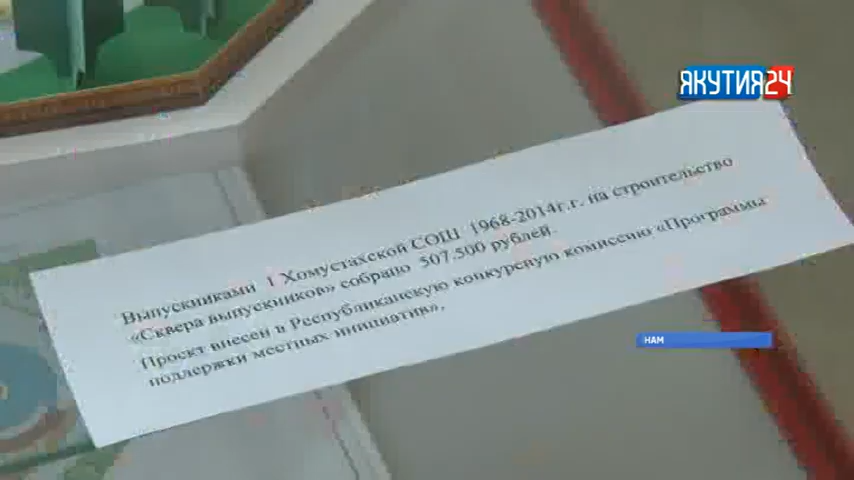 ЯКУТИЯ24
Выпускниками 1 Хомустахской СОШ 1968-2014г.г. на строительство
«Сквера выпускников» собрано 507.500 рублей.
Проект внесен в Республиканскую конкурсную комиссию «Программы
поддержки местных инициатив».
НАМ